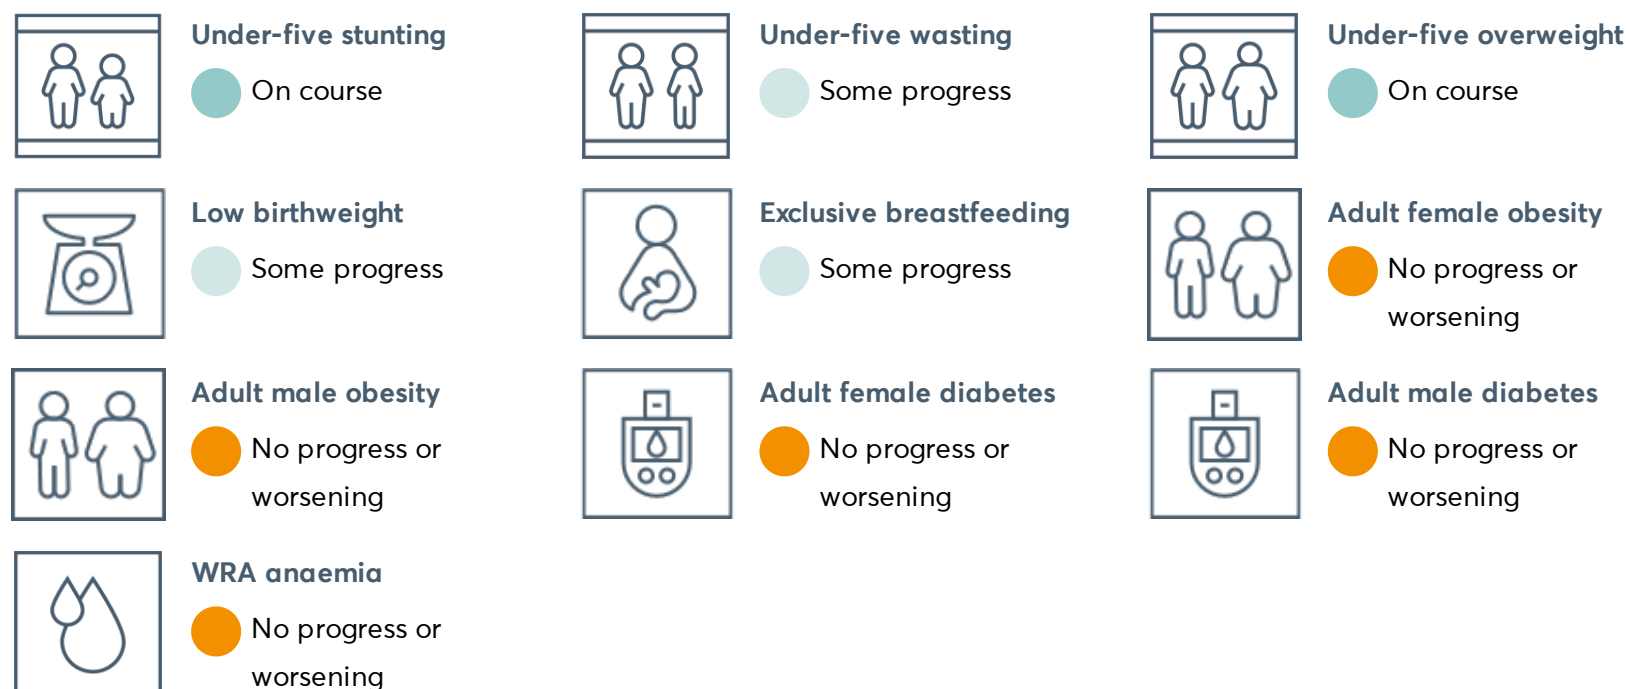 Under-five stunting
On course
Under-five wasting
Some progress
Under-five overweight
On course
Low birthweight
Some progress
Exclusive breastfeeding
Some progress
Adult female obesity
No progress or
worsening
Adult male obesity
No progress or
worsening
Adult female diabetes
No progress or
worsening
Adult male diabetes
No progress or
worsening
WRA anaemia
No progress or
worsening